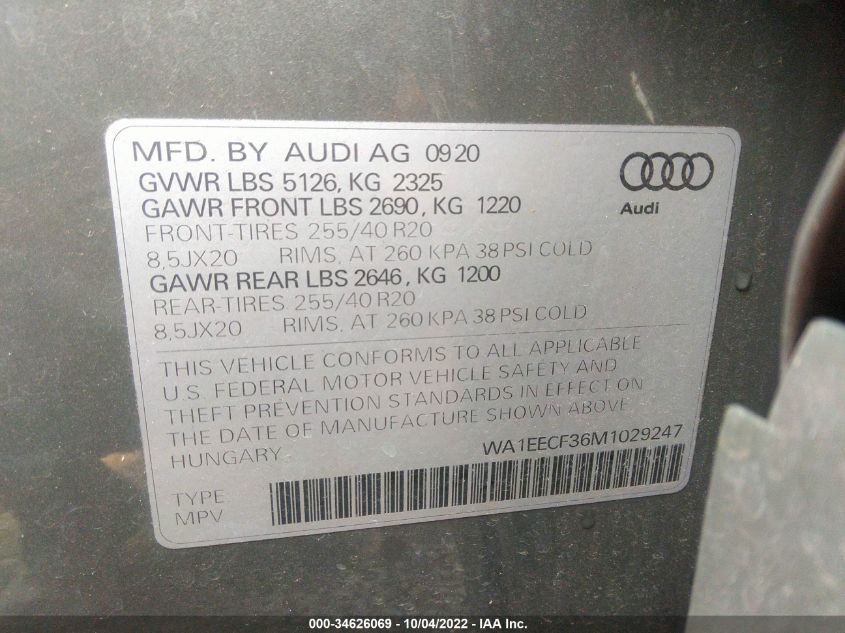 MFD. BY AUDI AG 0920
GVWR LBS 5126, KG 2325
GAWR FRONT LBS 2690, KG 1220
FRONT-TIRES 255/40 R20
8,5JX20 RIMS, AT 260 KPA 38 PSI COLD
GAWR REAR LBS 2646, KG 1200
REAR-TIRES 255/40 R20
8,5JX20 RIMS, AT 260 KPA 38 PSI COLD
Audi
THIS VEHICLE CONFORMS TO ALL APPLICABLE
U.S. FEDERAL MOTOR VEHICLE SAFETY AND
THEFT PREVENTION STANDARDS IN EFFECT ON
THE DATE OF MANUFACTURE SHOWN ABOVE
HUNGARY WA1EECF36M1029247
TYPE
MPV
000-34626069 - 10/04/2022 - IAA Inc.